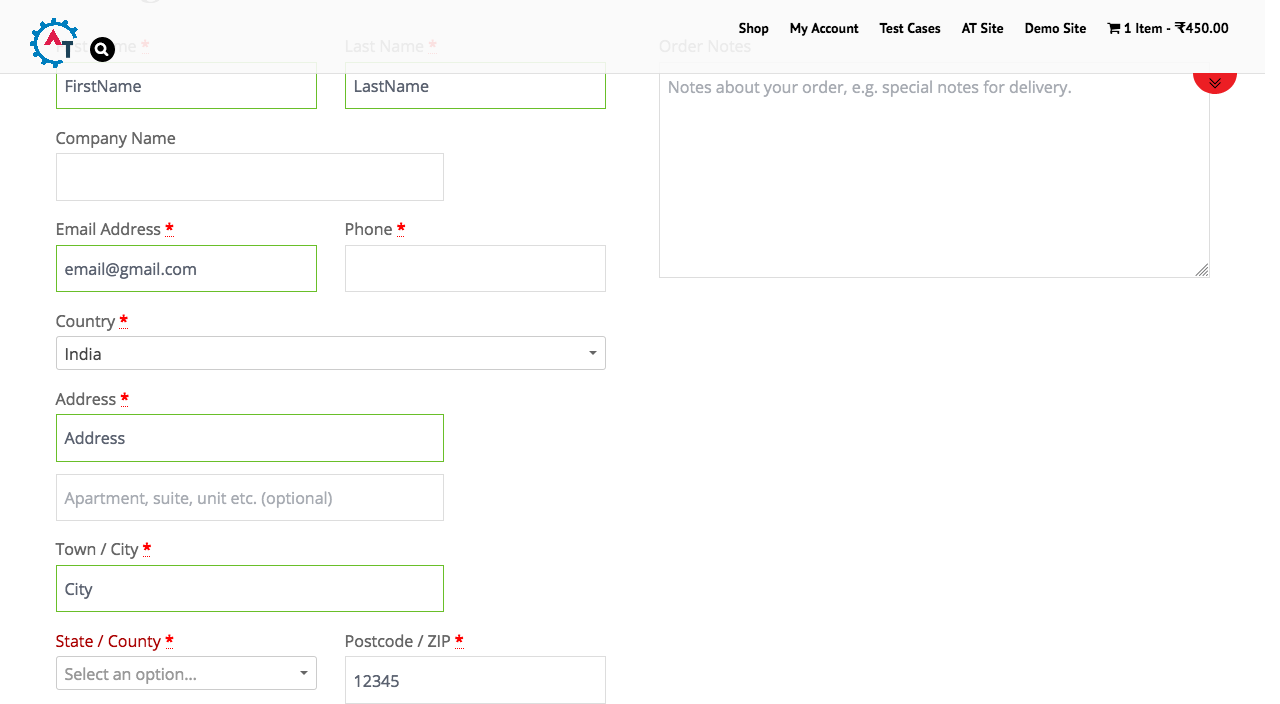 AT
Shop My Account Test Cases AT Site Demo Site 1 Item - ₹450.00
Name *
Last Name *
Order Notes
FirstName
LastName
Notes about your order, e.g. special notes for delivery.
Company Name
Email Address *
Phone *
email@gmail.com
Country *
India
Address *
Address
Apartment, suite, unit etc. (optional)
Town / City *
City
State / County *
Postcode / ZIP *
Select an option...
12345